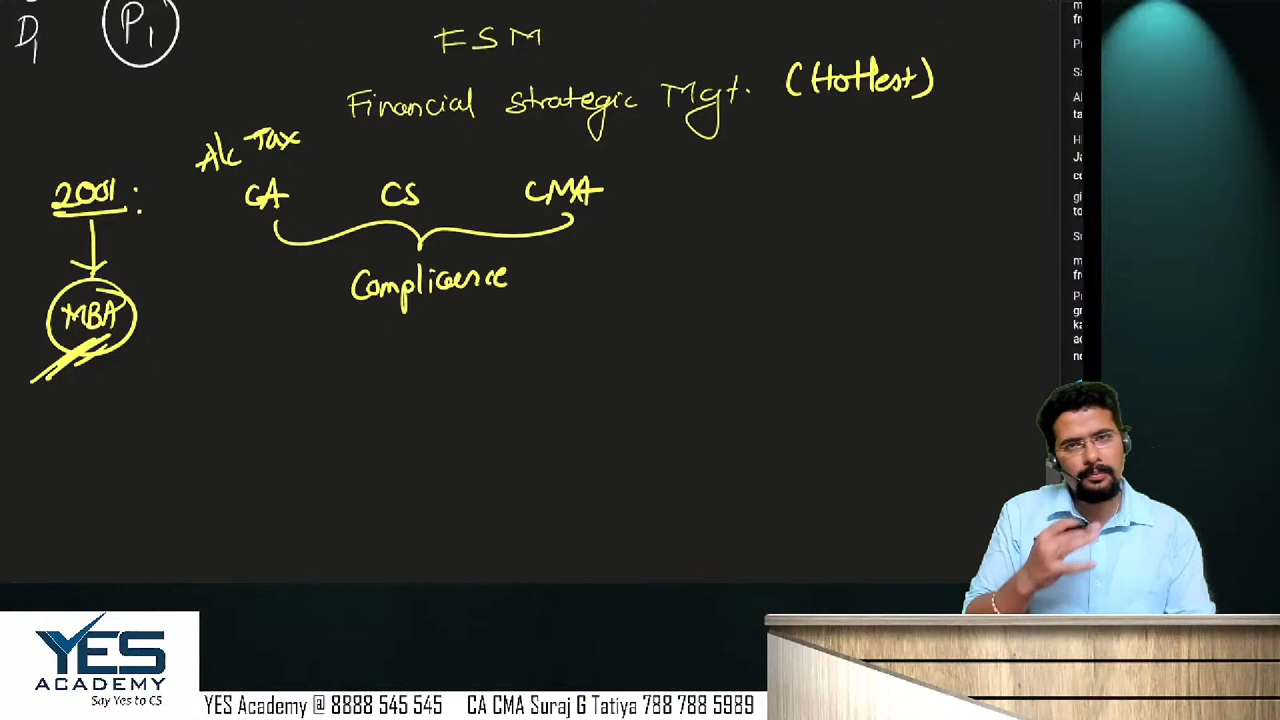 D1 P1
FSM
Financial Strategic Mgt. (Hottest)
A/c Tax
2001: CA CS CMA
Compliance
MBA
YES
ACADEMY
Say Yes to CS
YES Academy @ 8888 545 545 CA CMA Suraj G Tatiya 788 788 5989